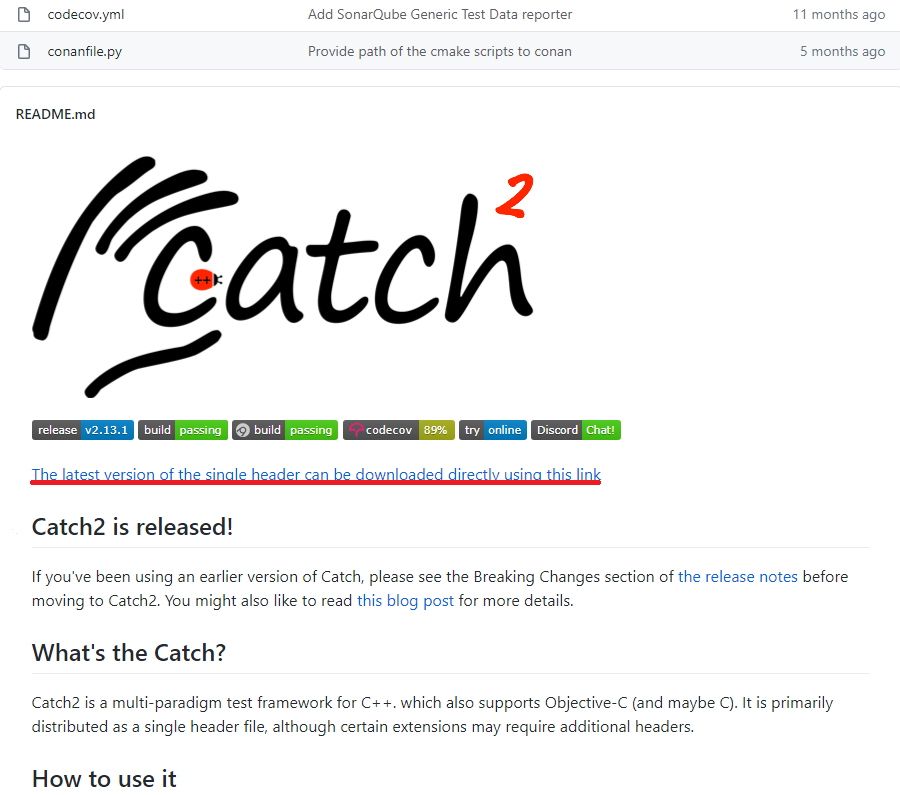 codecov.yml Add SonarQube Generic Test Data reporter 11 months ago
conanfile.py Provide path of the cmake scripts to conan 5 months ago
README.md
catch 2
++
release v2.13.1 build passing build passing codecov 89% try online Discord Chat!
The latest version of the single header can be downloaded directly using this link
Catch2 is released!
If you've been using an earlier version of Catch, please see the Breaking Changes section of the release notes before
moving to Catch2. You might also like to read this blog post for more details.
What's the Catch?
Catch2 is a multi-paradigm test framework for C++. which also supports Objective-C (and maybe C). It is primarily
distributed as a single header file, although certain extensions may require additional headers.
How to use it